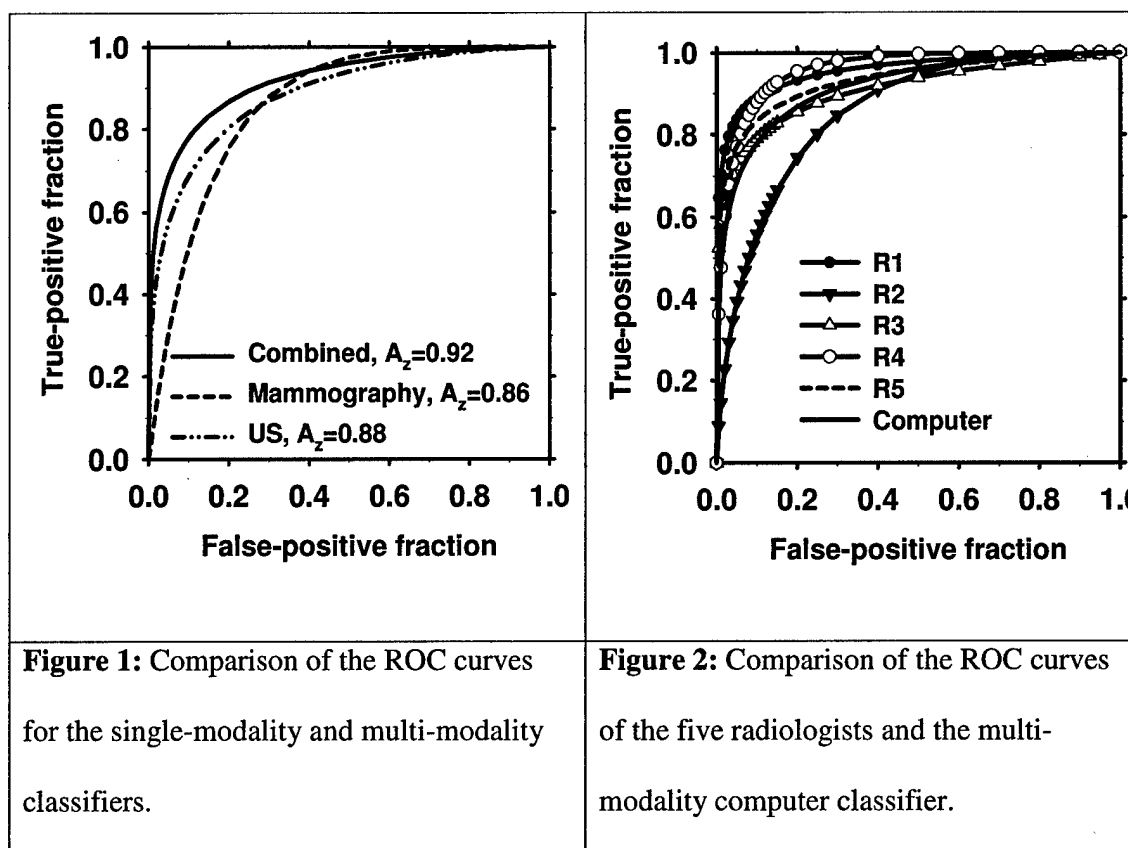 1.0
0.8
0.6
0.4
0.2
0.0
True-positive fraction
Combined, A_z=0.92
Mammography, A_z=0.86
US, A_z=0.88
0.0 0.2 0.4 0.6 0.8 1.0
False-positive fraction
1.0
0.8
0.6
0.4
0.2
0.0
True-positive fraction
R1
R2
R3
R4
R5
Computer
0.0 0.2 0.4 0.6 0.8 1.0
False-positive fraction
Figure 1: Comparison of the ROC curves
for the single-modality and multi-modality
classifiers.
Figure 2: Comparison of the ROC curves
of the five radiologists and the multi-
modality computer classifier.